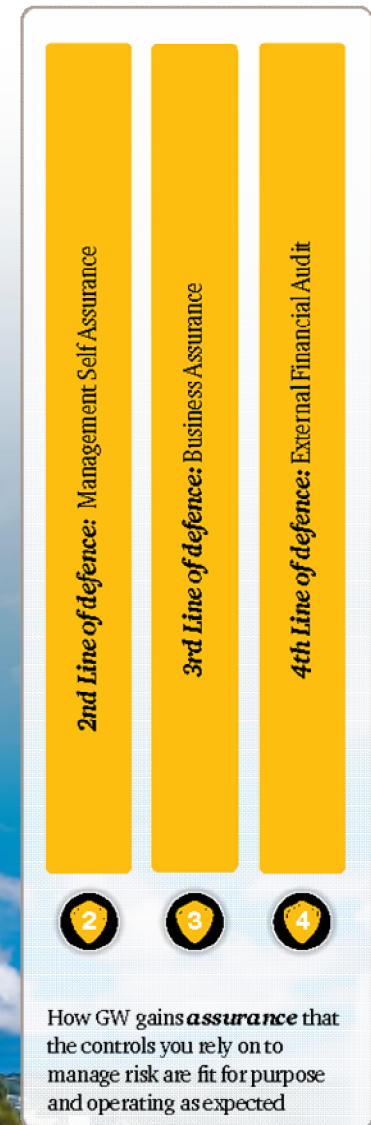 2nd Line of defence: Management Self Assurance
3rd Line of defence: Business Assurance
4th Line of defence: External Financial Audit
2
3
4
How GW gains assurance that
the controls you rely on to
manage risk are fit for purpose
and operating as expected